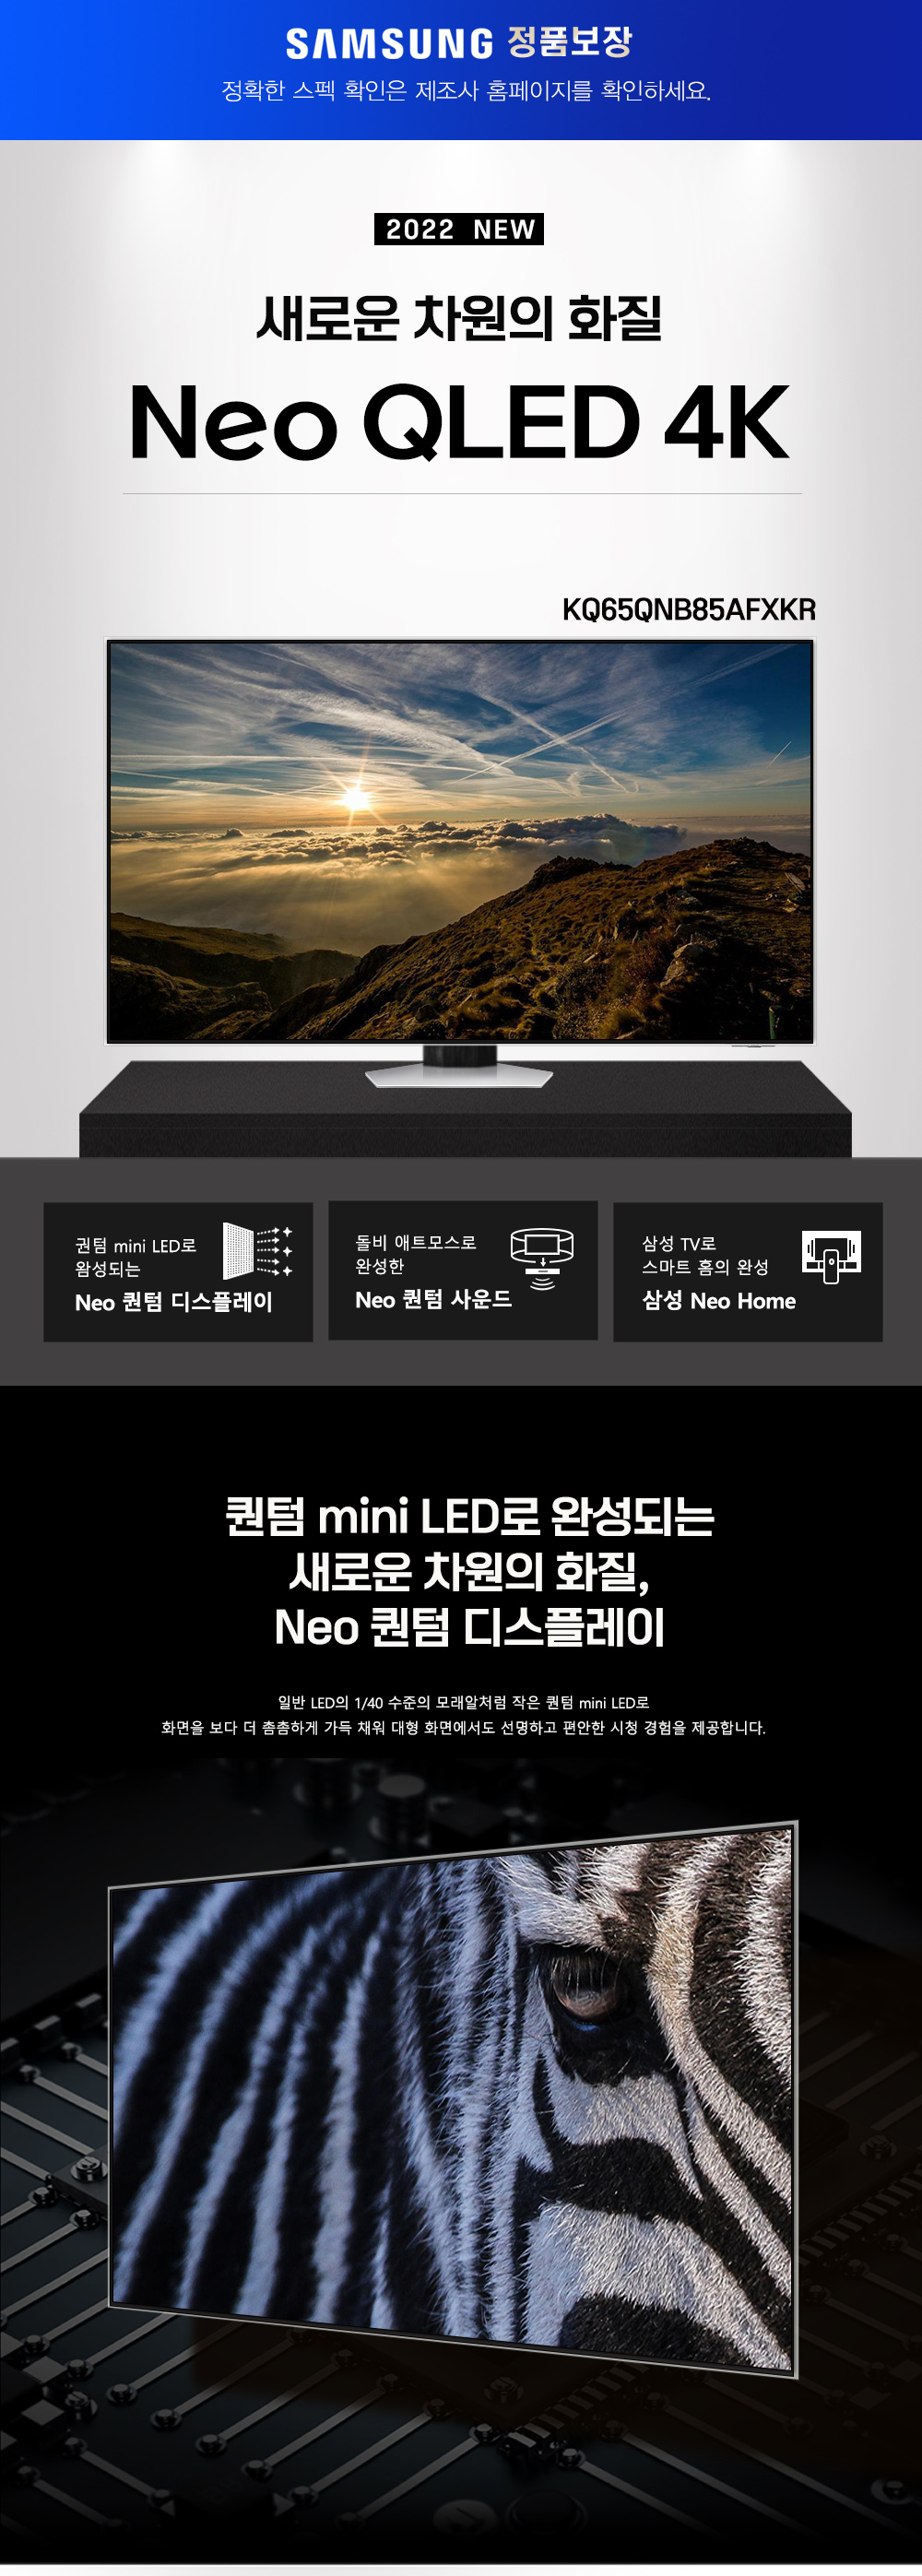 SAMSUNG 정품보장
정확한 스펙 확인은 제조사 홈페이지를 확인하세요.
2022 NEW
새로운 차원의 화질
Neo QLED 4K
KQ65QNB85AFXKR
퀀텀 mini LED로
완성되는
Neo 퀀텀 디스플레이
돌비 애트모스로
완성한
Neo 퀀텀 사운드
삼성 TV로
스마트 홈의 완성
삼성 Neo Home
퀀텀 mini LED로 완성되는
새로운 차원의 화질,
Neo 퀀텀 디스플레이
일반 LED의 1/40 수준의 모래알처럼 작은 퀀텀 mini LED로
화면을 보다 더 촘촘하게 가득 채워 대형 화면에서도 선명하고 편안한 시청 경험을 제공합니다.